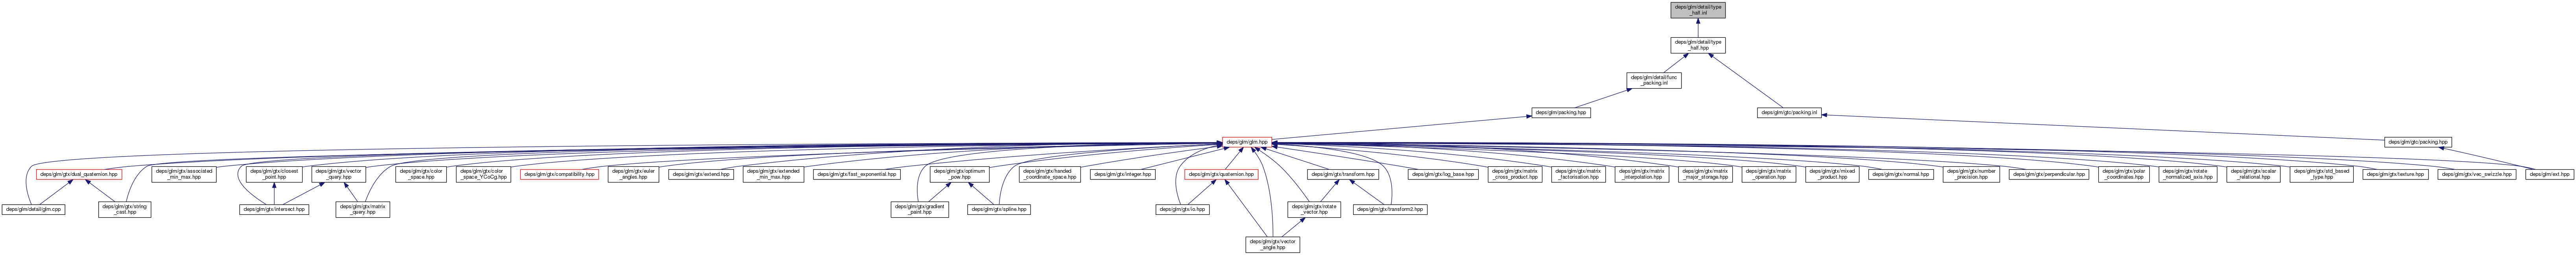 deps/glm/detail/type
_half.inl
deps/glm/detail/type
_half.hpp
deps/glm/detail/func
_packing.inl
deps/glm/packing.hpp
deps/glm/gtc/packing.inl
deps/glm/glm.hpp
deps/glm/gtc/packing.hpp
deps/glm/gtx/dual_quaternion.hpp
deps/glm/gtx/associated
_min_max.hpp
deps/glm/gtx/closest
_point.hpp
deps/glm/gtx/vector
_query.hpp
deps/glm/gtx/color
_space.hpp
deps/glm/gtx/color
_space_YCoCg.hpp
deps/glm/gtx/compatibility.hpp
deps/glm/gtx/euler
_angles.hpp
deps/glm/gtx/extend.hpp
deps/glm/gtx/extended
_min_max.hpp
deps/glm/gtx/fast_exponential.hpp
deps/glm/gtx/optimum
_pow.hpp
deps/glm/gtx/handed
_coordinate_space.hpp
deps/glm/gtx/integer.hpp
deps/glm/gtx/quaternion.hpp
deps/glm/gtx/transform.hpp
deps/glm/gtx/log_base.hpp
deps/glm/gtx/matrix
_cross_product.hpp
deps/glm/gtx/matrix
_factorisation.hpp
deps/glm/gtx/matrix
_interpolation.hpp
deps/glm/gtx/matrix
_major_storage.hpp
deps/glm/gtx/matrix
_operation.hpp
deps/glm/gtx/mixed
_product.hpp
deps/glm/gtx/normal.hpp
deps/glm/gtx/number
_precision.hpp
deps/glm/gtx/perpendicular.hpp
deps/glm/gtx/polar
_coordinates.hpp
deps/glm/gtx/rotate
_normalized_axis.hpp
deps/glm/gtx/scalar
_relational.hpp
deps/glm/gtx/std_based
_type.hpp
deps/glm/gtx/texture.hpp
deps/glm/gtx/vec_swizzle.hpp
deps/glm/ext.hpp
deps/glm/detail/glm.cpp
deps/glm/gtx/string
_cast.hpp
deps/glm/gtx/intersect.hpp
deps/glm/gtx/matrix
_query.hpp
deps/glm/gtx/gradient
_paint.hpp
deps/glm/gtx/spline.hpp
deps/glm/gtx/io.hpp
deps/glm/gtx/rotate
_vector.hpp
deps/glm/gtx/transform2.hpp
deps/glm/gtx/vector
_angle.hpp